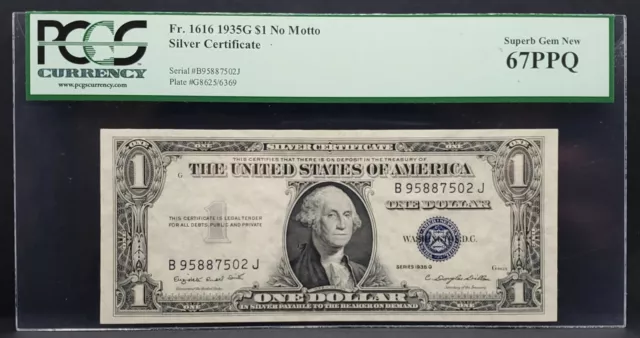 PCGS
CURRENCY
www.pcgscurrency.com
Fr. 1616 1935G $1 No Motto
Silver Certificate
Serial #B95887502J
Plate #G8625/6369
Superb Gem New
67PPQ
SILVER CERTIFICATE
THIS CERTIFIES THAT THERE IS ON DEPOSIT IN THE TREASURY OF
THE UNITED STATES OF AMERICA
B 95887502 J
ONE DOLLAR
THIS CERTIFICATE IS LEGAL TENDER
FOR ALL DEBTS, PUBLIC AND PRIVATE
1
WASHINGTON, D.C.
B 95887502 J
SERIES 1935 G
ONE DOLLAR
IN SILVER PAYABLE TO THE BEARER ON DEMAND
ONE
ONE
1
1
1
1
G